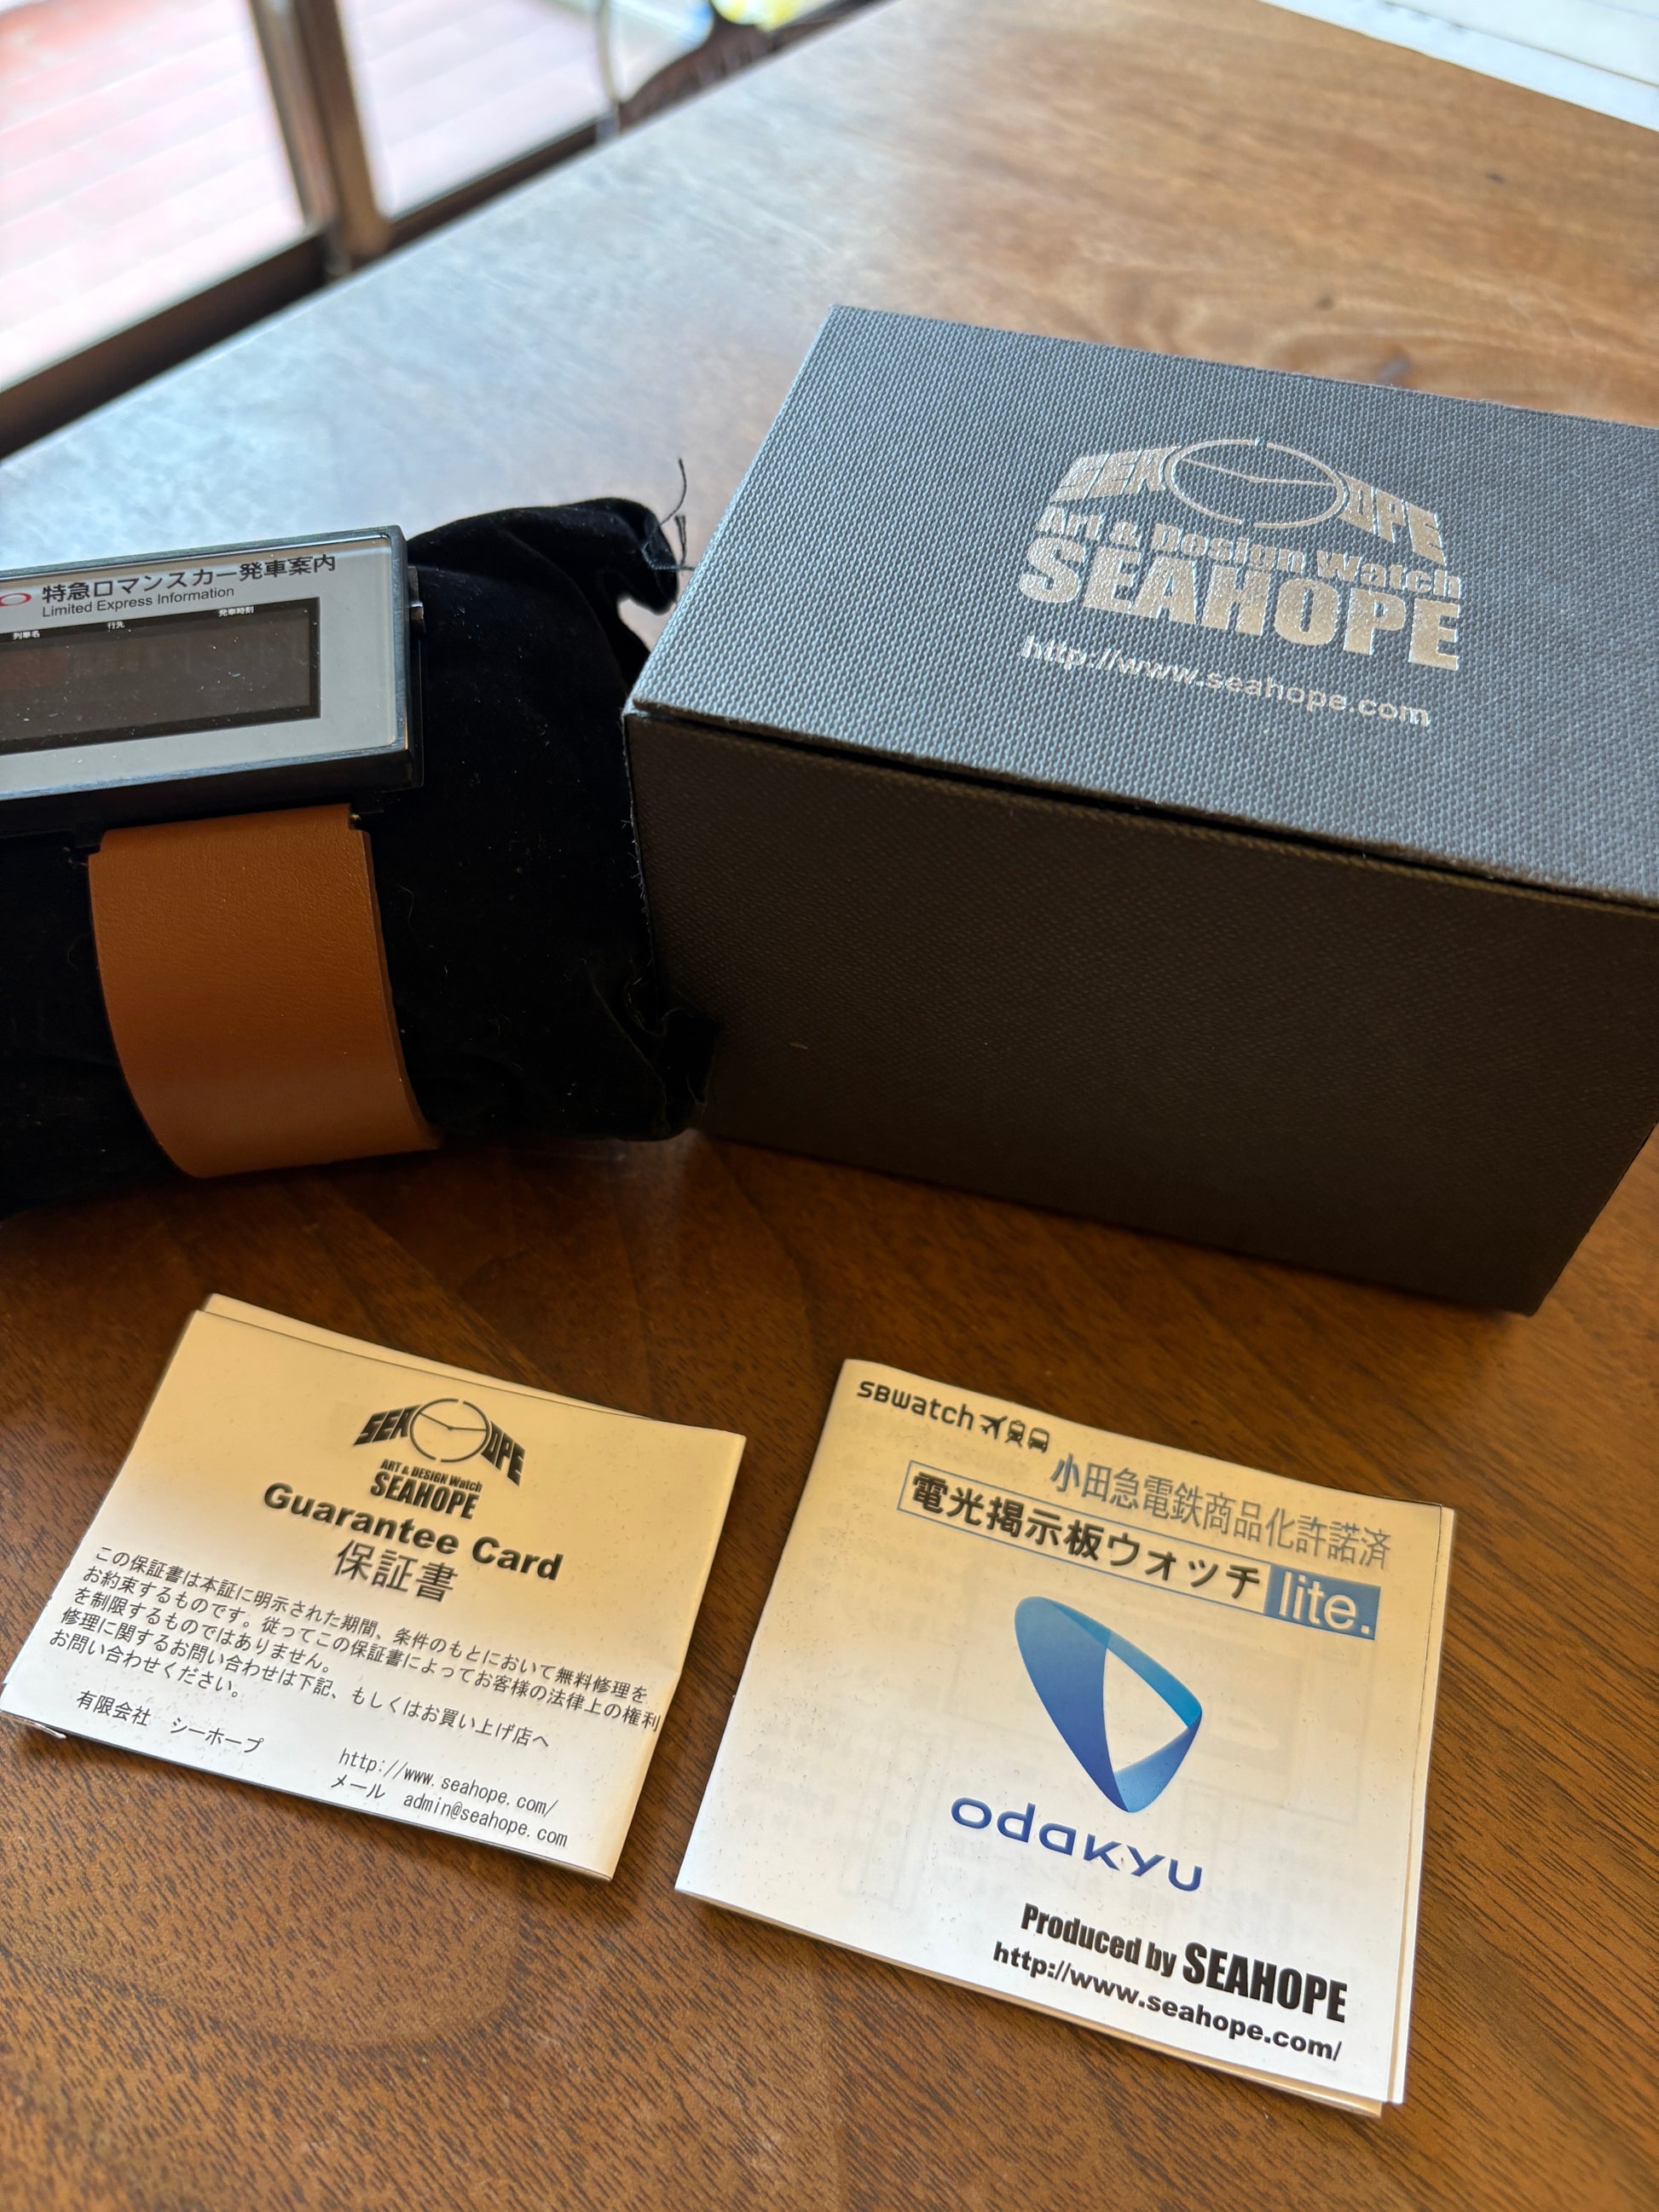 特急ロマンスカー発車案内
Limited Express Information
列車名 行先 発車時刻
SEAHOPE
Art & Design Watch
SEAHOPE
http://www.seahope.com
SEAHOPE
ART & DESIGN Watch
SEAHOPE
Guarantee Card
保証書
この保証書は本証に明示された期間、条件のもとにおいて無料修理を
お約束するものです。従ってこの保証書によってお客様の法律上の権利
を制限するものではありません。
修理に関するお問い合わせは下記、もしくはお買い上げ店へ
お問い合わせください。
有限会社 シーホープ
http://www.seahope.com/
メール admin@seahope.com
SBwatch
小田急電鉄商品化許諾済
電光掲示板ウォッチ lite.
odakyu
Produced by SEAHOPE
http://www.seahope.com/